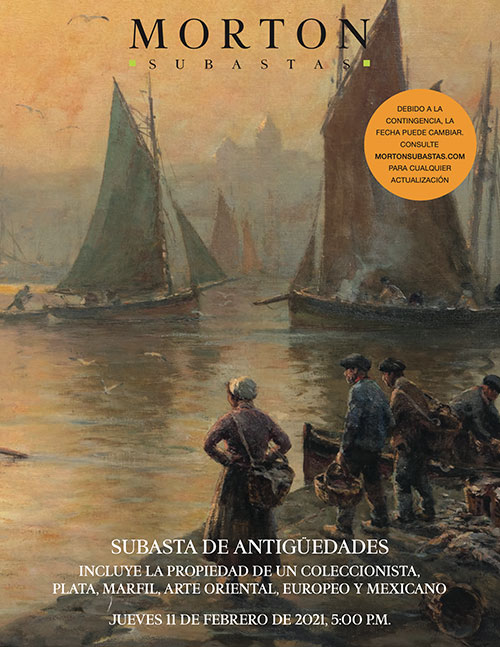 MORTON
SUBASTAS
DEBIDO A LA
CONTINGENCIA, LA
FECHA PUEDE CAMBIAR.
CONSULTE
MORTONSUBASTAS.COM
PARA CUALQUIER
ACTUALIZACIÓN
SUBASTA DE ANTIGÜEDADES
INCLUYE LA PROPIEDAD DE UN COLECCIONISTA,
PLATA, MARFIL, ARTE ORIENTAL, EUROPEO Y MEXICANO
JUEVES 11 DE FEBRERO DE 2021, 5:00 P.M.